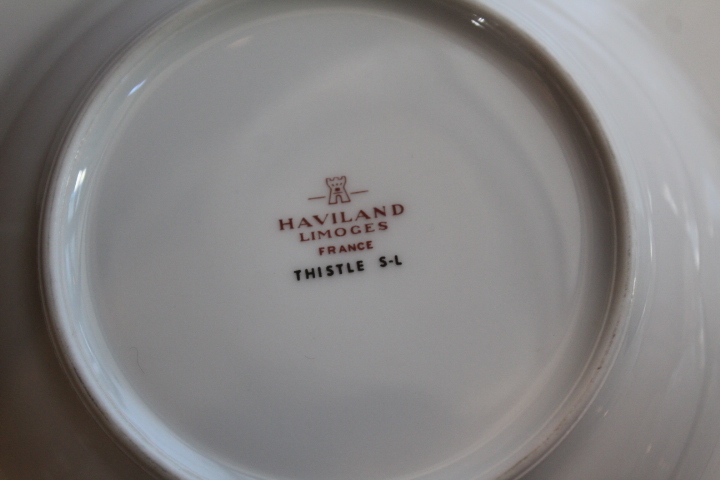 HAVILAND
LIMOGES
FRANCE
THISTLE S-L